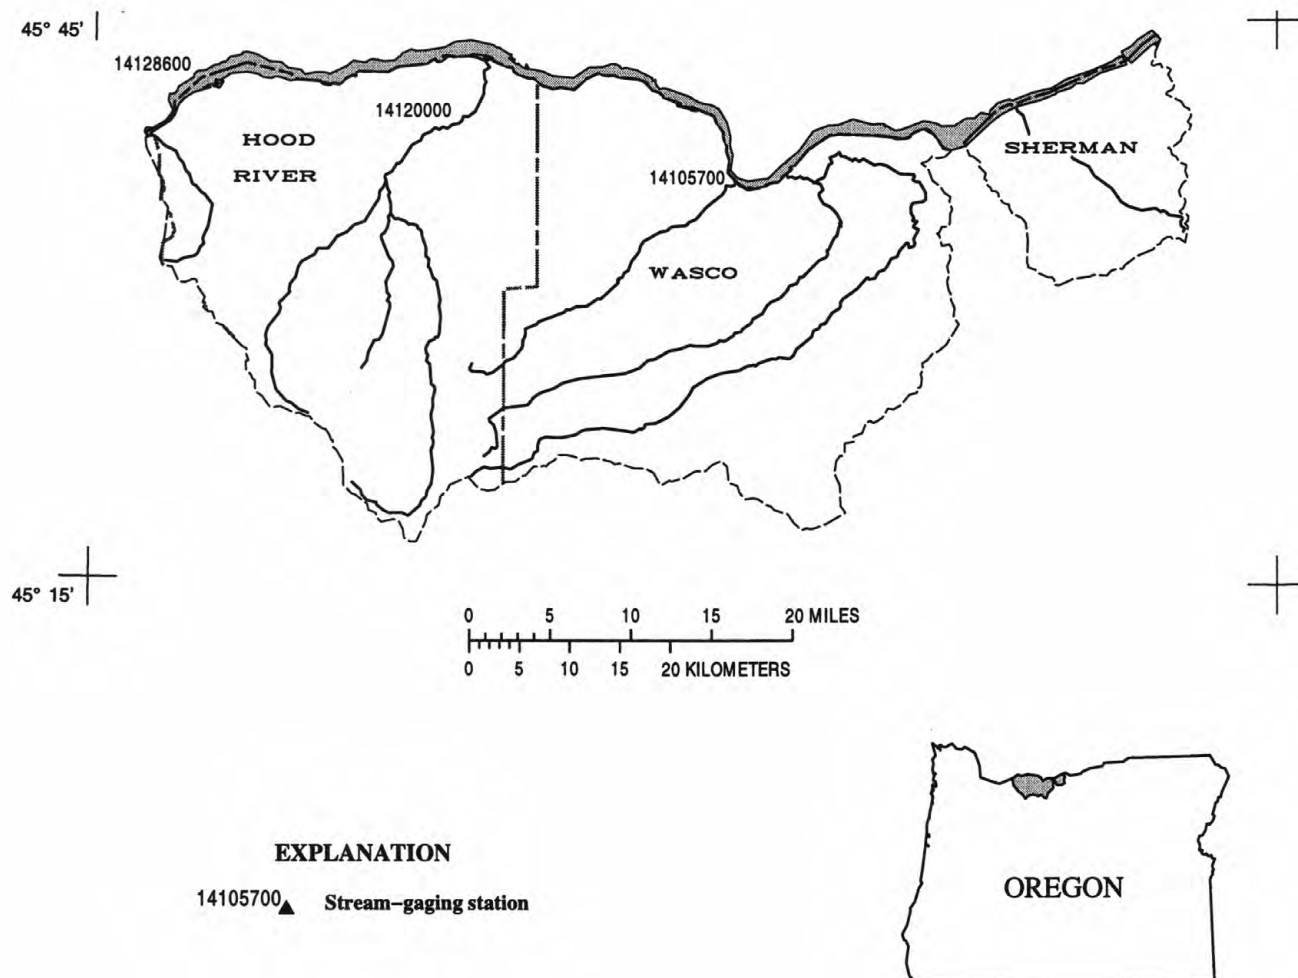 45° 45'
14128600
14120000
HOOD
RIVER
SHERMAN
14105700
WASCO
45° 15'
0 5 10 15 20 MILES
0 5 10 15 20 KILOMETERS
EXPLANATION
14105700 Stream-gaging station
OREGON